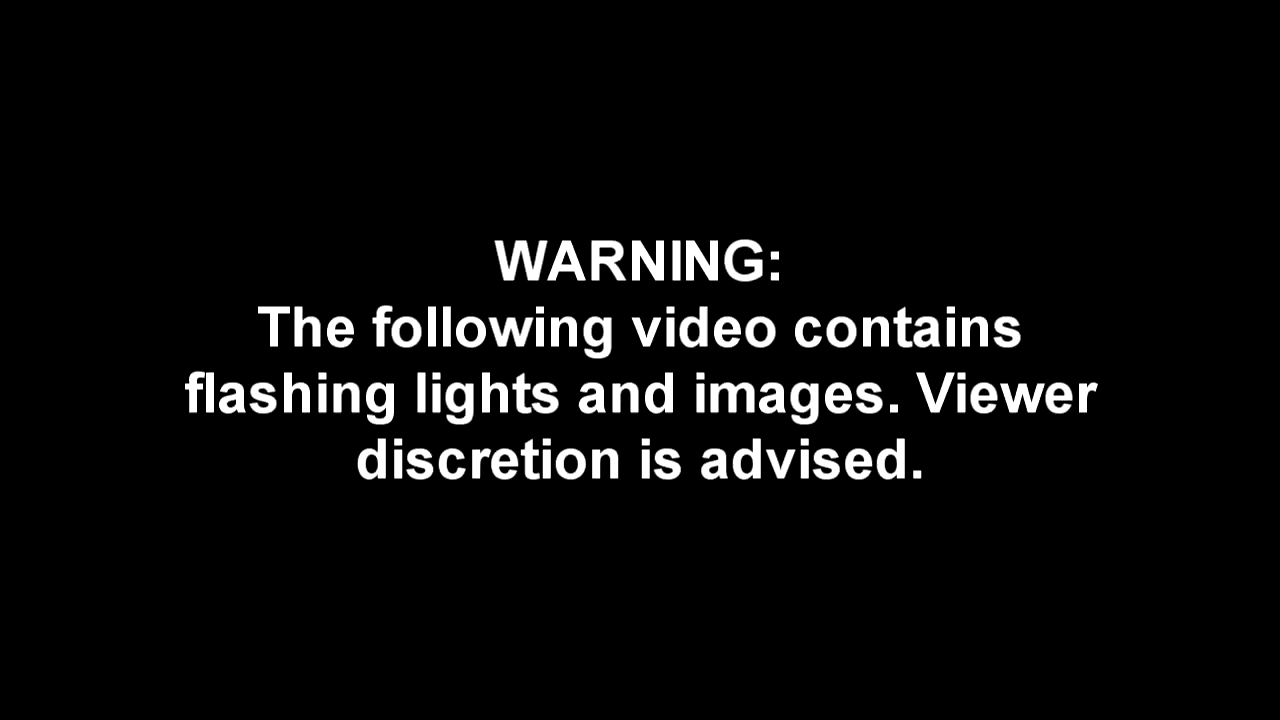 WARNING:
The following video contains
flashing lights and images. Viewer
discretion is advised.